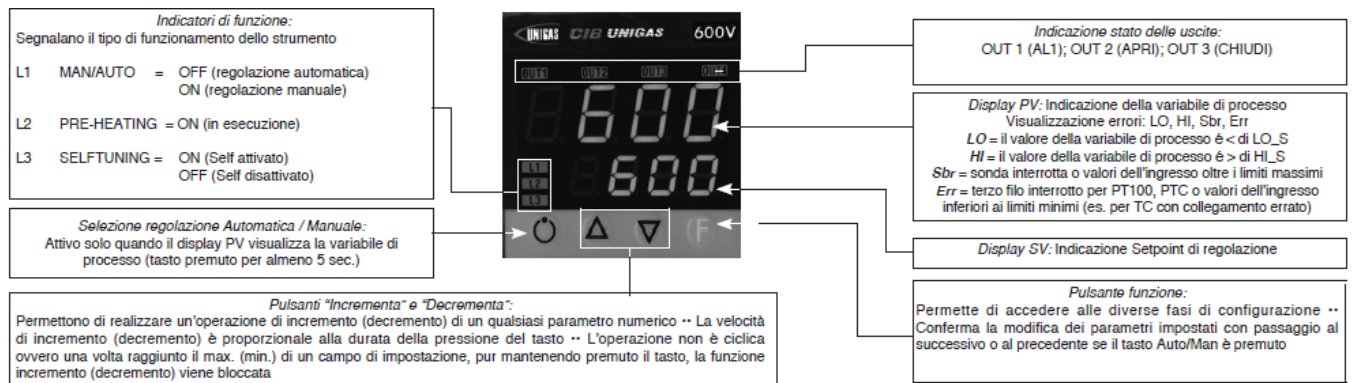 Indicatori di funzione:
Segnalano il tipo di funzionamento dello strumento
L1 MAN/AUTO = OFF (regolazione automatica)
ON (regolazione manuale)
L2 PRE-HEATING = ON (in esecuzione)
L3 SELFTUNING = ON (Self attivato)
OFF (Self disattivato)
Selezione regolazione Automatica / Manuale:
Attivo solo quando il display PV visualizza la variabile di
processo (tasto premuto per almeno 5 sec.)
Pulsanti “Incrementa” e “Decrementa”:
Permettono di realizzare un'operazione di incremento (decremento) di un qualsiasi parametro numerico ·· La velocità
di incremento (decremento) è proporzionale alla durata della pressione del tasto ·· L'operazione non è ciclica
ovvero una volta raggiunto il max. (min.) di un campo di impostazione, pur mantenendo premuto il tasto, la funzione
incremento (decremento) viene bloccata
UNIGAS CIB UNIGAS 600V
OUT1 OUT2 OUT3
600
L1
L2
L3
600
F
Indicazione stato delle uscite:
OUT 1 (AL1); OUT 2 (APRI); OUT 3 (CHIUDI)
Display PV: Indicazione della variabile di processo
Visualizzazione errori: LO, HI, Sbr, Err
LO = il valore della variabile di processo é < di LO_S
HI = il valore della variabile di processo é > di HI_S
Sbr = sonda interrotta o valori dell'ingresso oltre i limiti massimi
Err = terzo filo interrotto per PT100, PTC o valori dell'ingresso
inferiori ai limiti minimi (es. per TC con collegamento errato)
Display SV: Indicazione Setpoint di regolazione
Pulsante funzione:
Permette di accedere alle diverse fasi di configurazione ··
Conferma la modifica dei parametri impostati con passaggio al
successivo o al precedente se il tasto Auto/Man è premuto